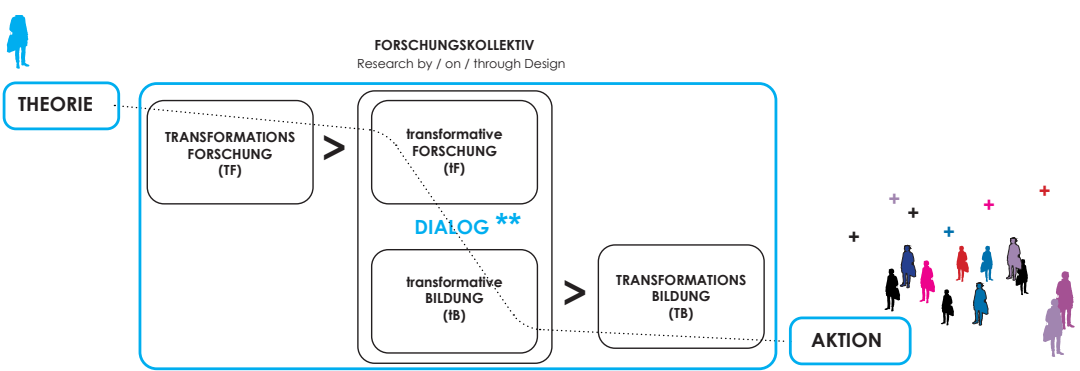 FORSCHUNGSKOLLEKTIV
Research by / on / through Design
THEORIE
TRANSFORMATIONS
FORSCHUNG
(TF)
>
transformative
FORSCHUNG
(tF)
DIALOG **
transformative
BILDUNG
(tB)
>
TRANSFORMATIONS
BILDUNG
(TB)
AKTION